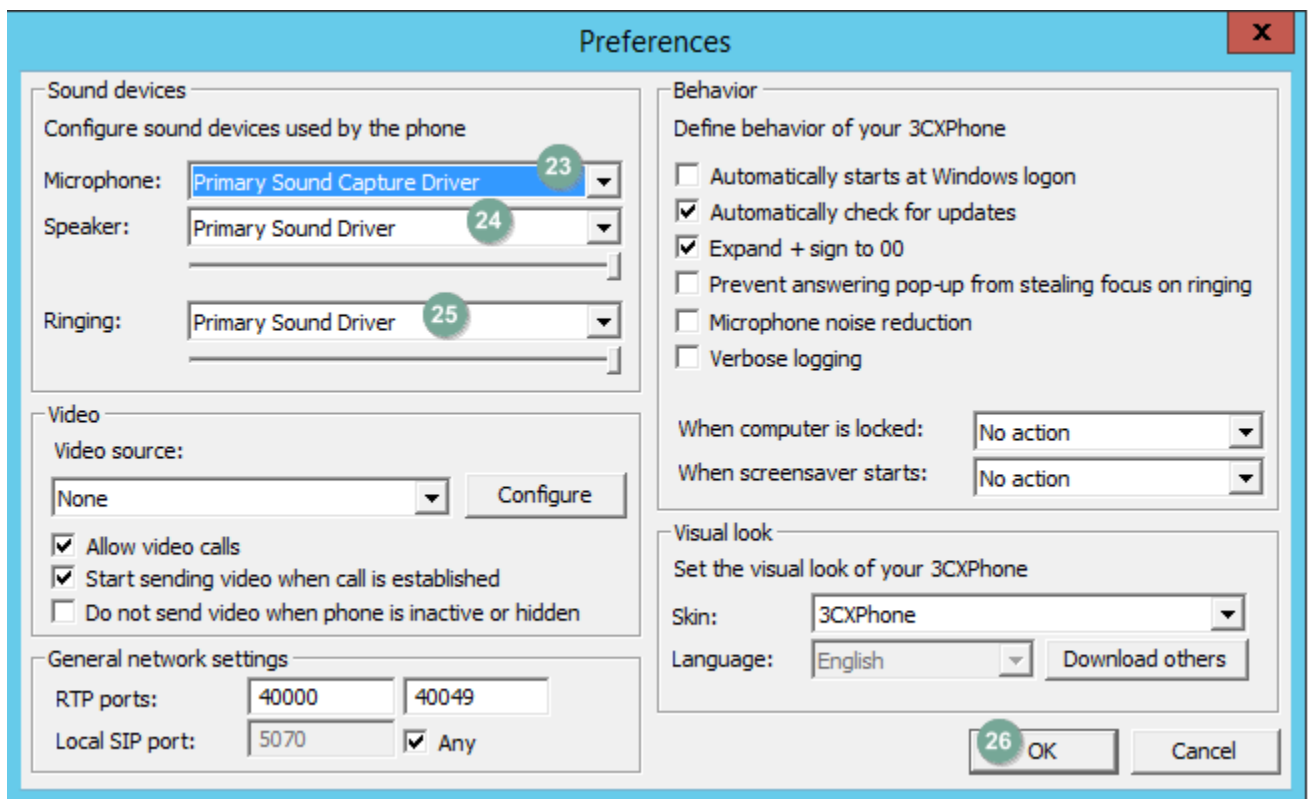 Preferences
x
Sound devices
Configure sound devices used by the phone
Microphone: Primary Sound Capture Driver 23
Speaker: Primary Sound Driver 24
Ringing: Primary Sound Driver 25
Video
Video source:
None Configure
Allow video calls
Start sending video when call is established
Do not send video when phone is inactive or hidden
General network settings
RTP ports: 40000 40049
Local SIP port: 5070 Any
Behavior
Define behavior of your 3CXPhone
Automatically starts at Windows logon
Automatically check for updates
Expand + sign to 00
Prevent answering pop-up from stealing focus on ringing
Microphone noise reduction
Verbose logging
When computer is locked: No action
When screensaver starts: No action
Visual look
Set the visual look of your 3CXPhone
Skin: 3CXPhone
Language: English Download others
26 OK Cancel